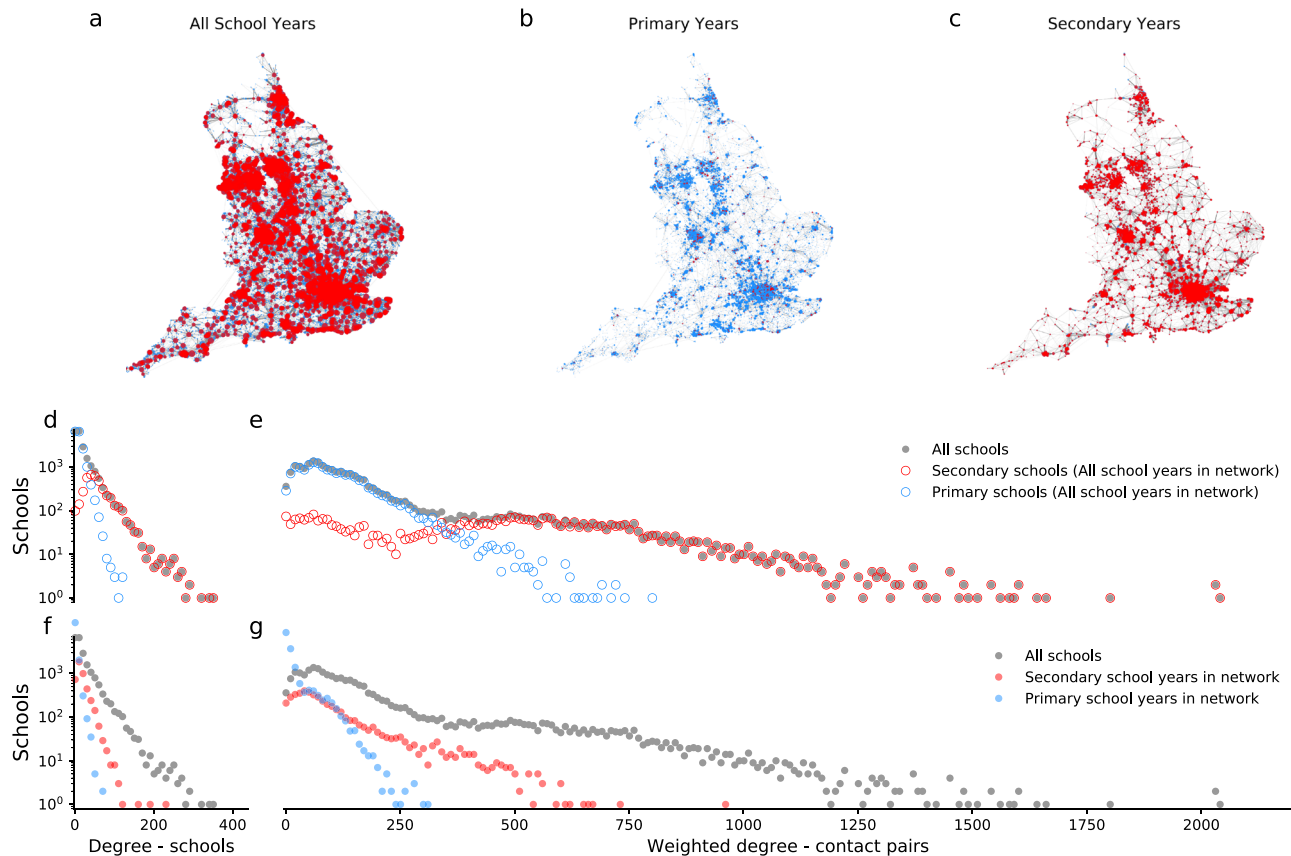 a
All School Years
b
Primary Years
c
Secondary Years
d
e
10³
10²
10¹
10⁰
Schools
All schools
Secondary schools (All school years in network)
Primary schools (All school years in network)
f
g
10³
10²
10¹
10⁰
Schools
All schools
Secondary school years in network
Primary school years in network
0
200
400
0
250
500
750
1000
1250
1500
1750
2000
Degree - schools
Weighted degree - contact pairs